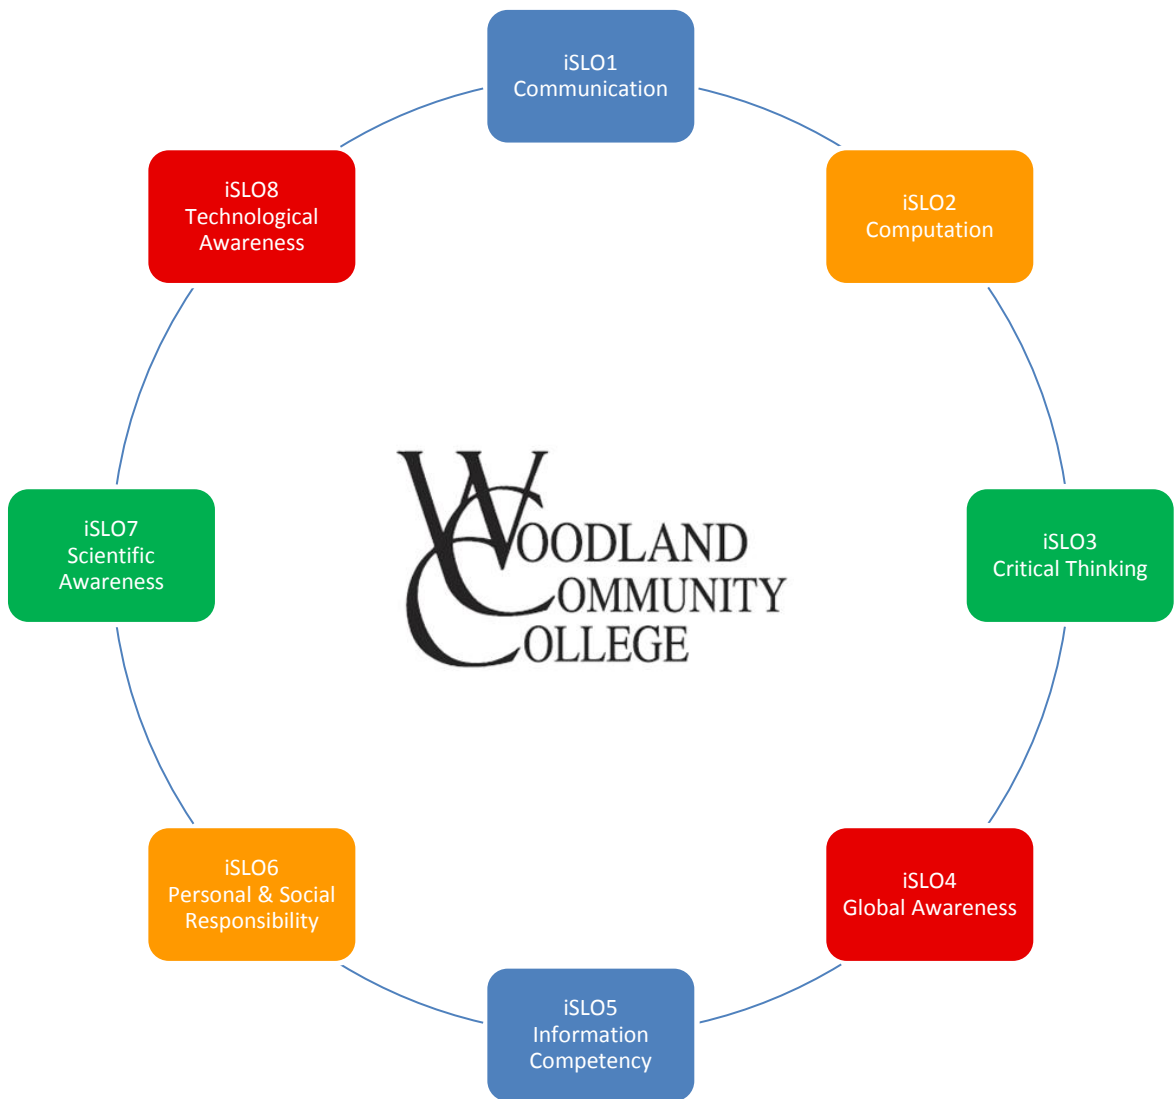 iSLO1
Communication
iSLO2
Computation
iSLO3
Critical Thinking
iSLO4
Global Awareness
iSLO5
Information
Competency
iSLO6
Personal & Social
Responsibility
iSLO7
Scientific
Awareness
iSLO8
Technological
Awareness
WOODLAND
COMMUNITY
COLLEGE